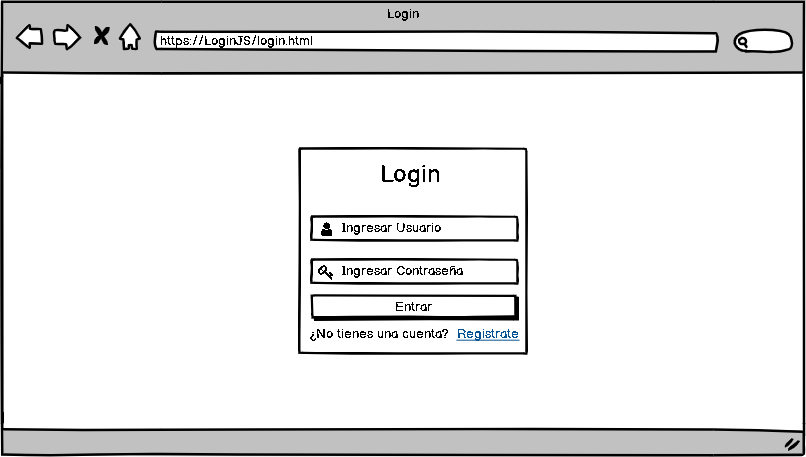 Login
https://LoginJS/login.html
Login
Ingresar Usuario
Ingresar Contraseña
Entrar
¿No tienes una cuenta? Registrate